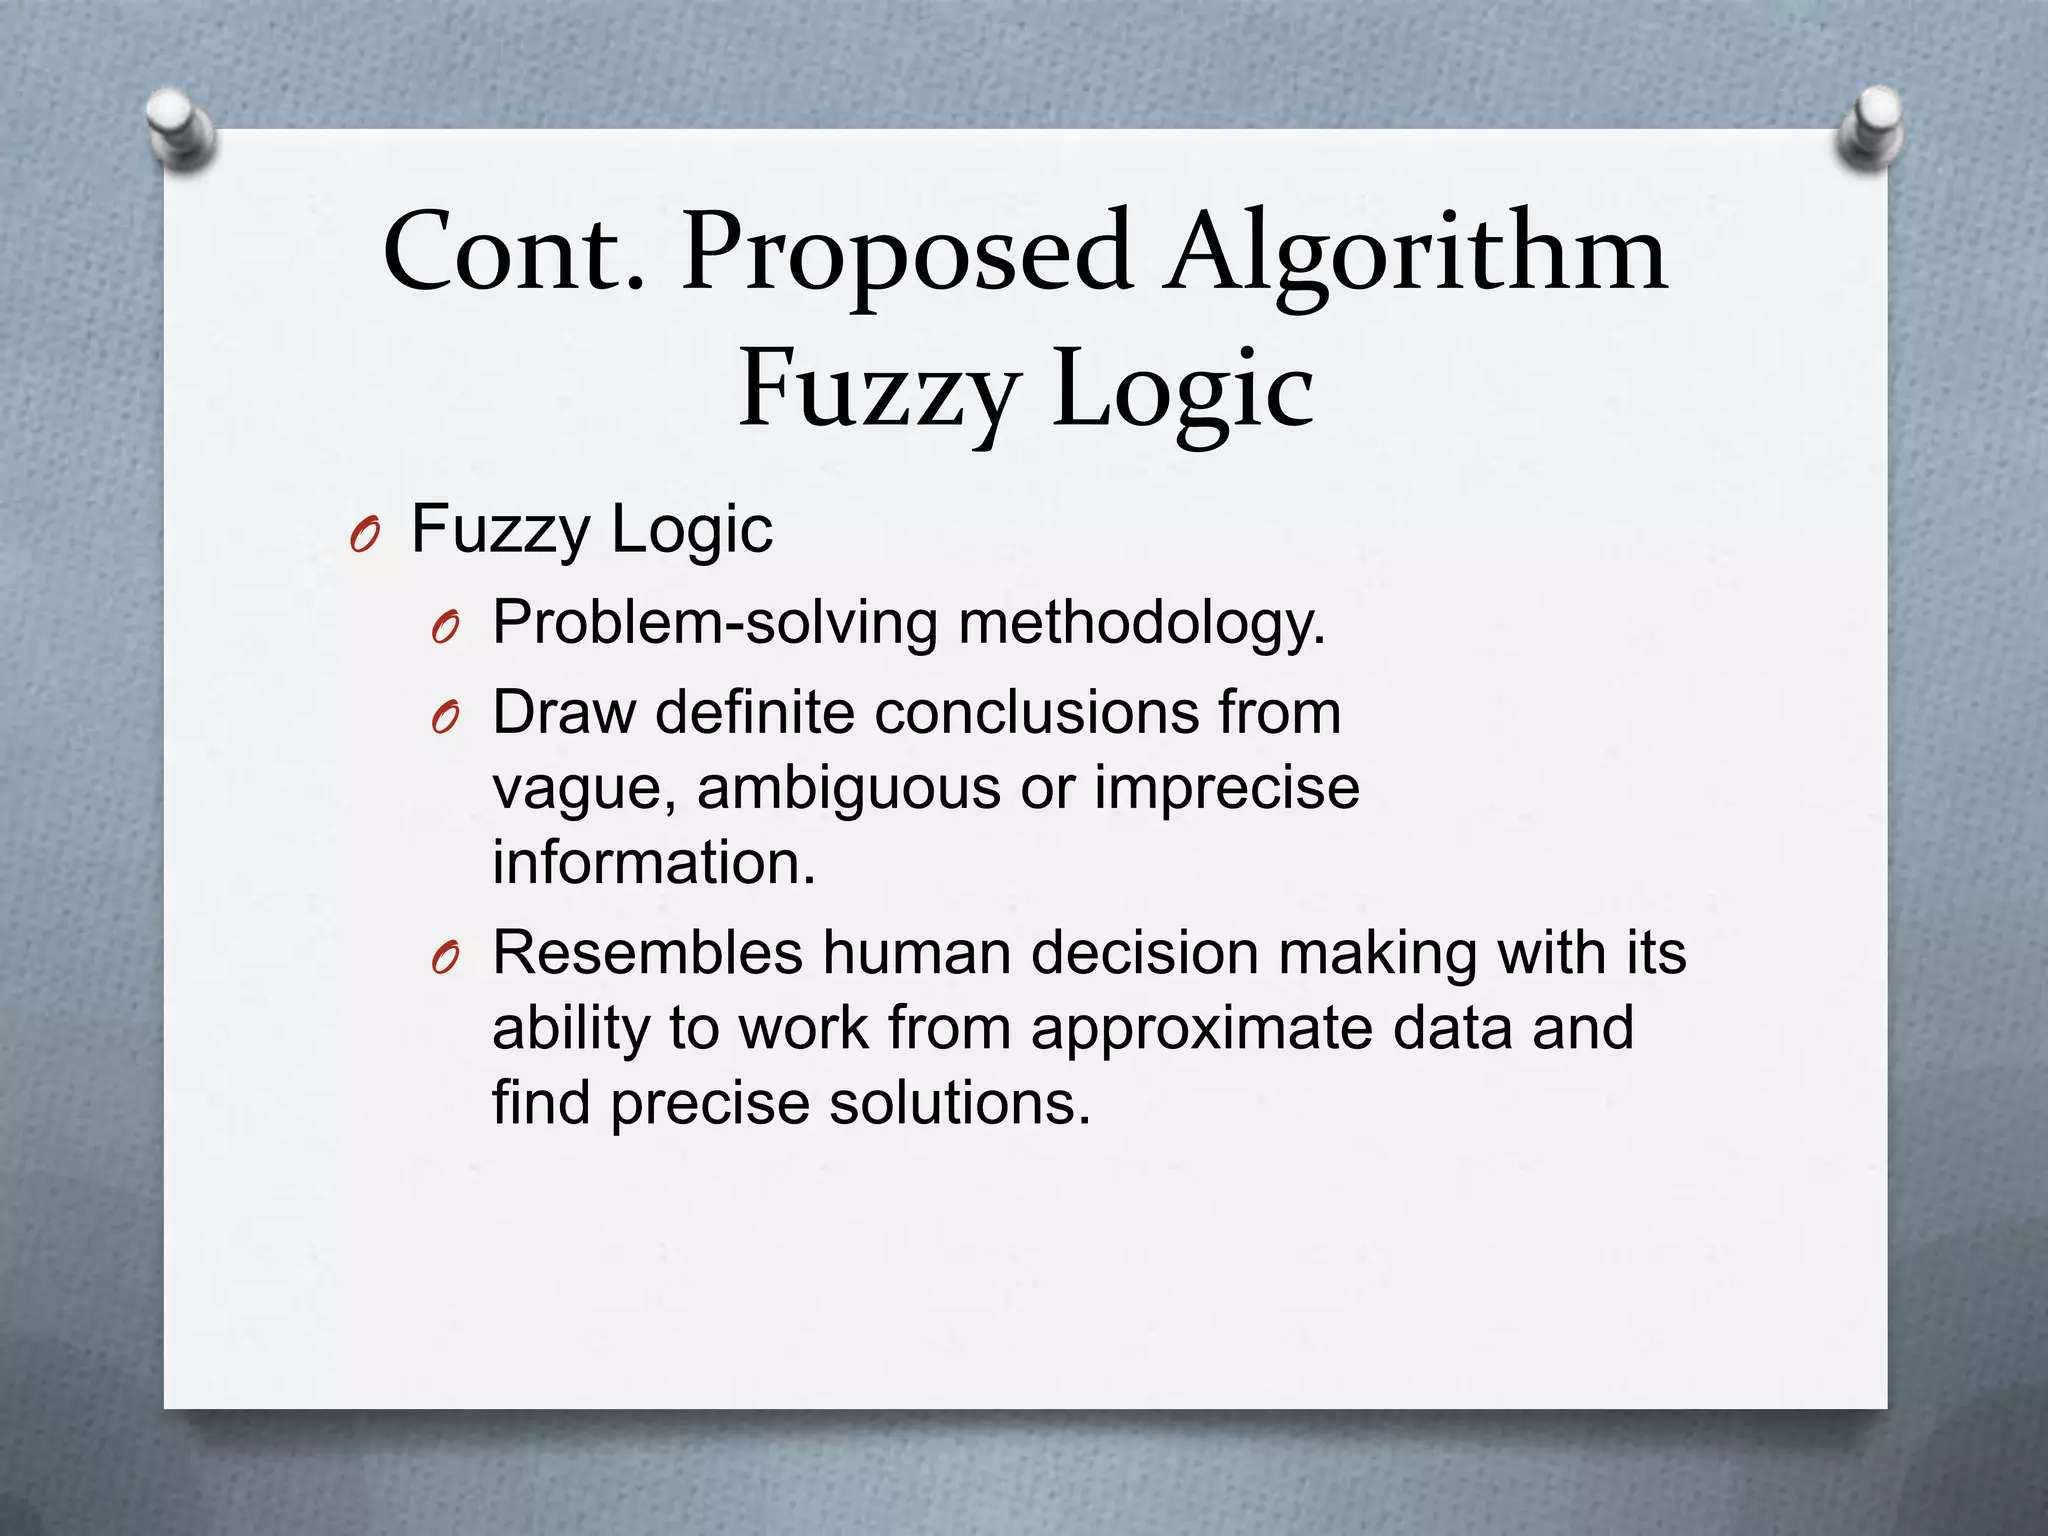 Cont. Proposed Algorithm
Fuzzy Logic
Fuzzy Logic
Problem-solving methodology.
Draw definite conclusions from
vague, ambiguous or imprecise
information.
Resembles human decision making with its
ability to work from approximate data and
find precise solutions.